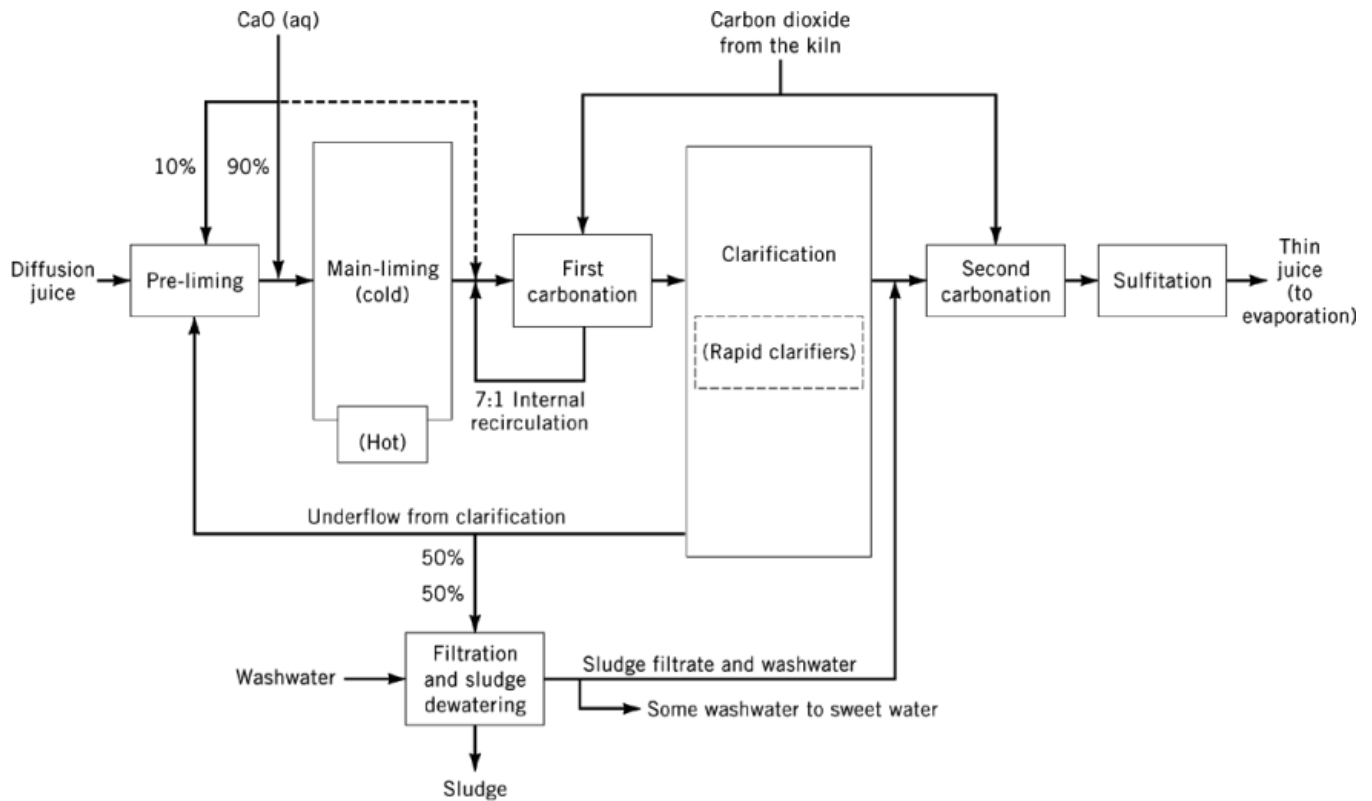 CaO (aq)
Carbon dioxide
from the kiln
10%
90%
Diffusion
juice
Pre-liming
Main-liming
(cold)
(Hot)
First
carbonation
7:1 Internal
recirculation
Clarification
(Rapid clarifiers)
Second
carbonation
Sulfitation
Thin
juice
(to
evaporation)
Underflow from clarification
50%
50%
Washwater
Filtration
and sludge
dewatering
Sludge filtrate and washwater
Some washwater to sweet water
Sludge